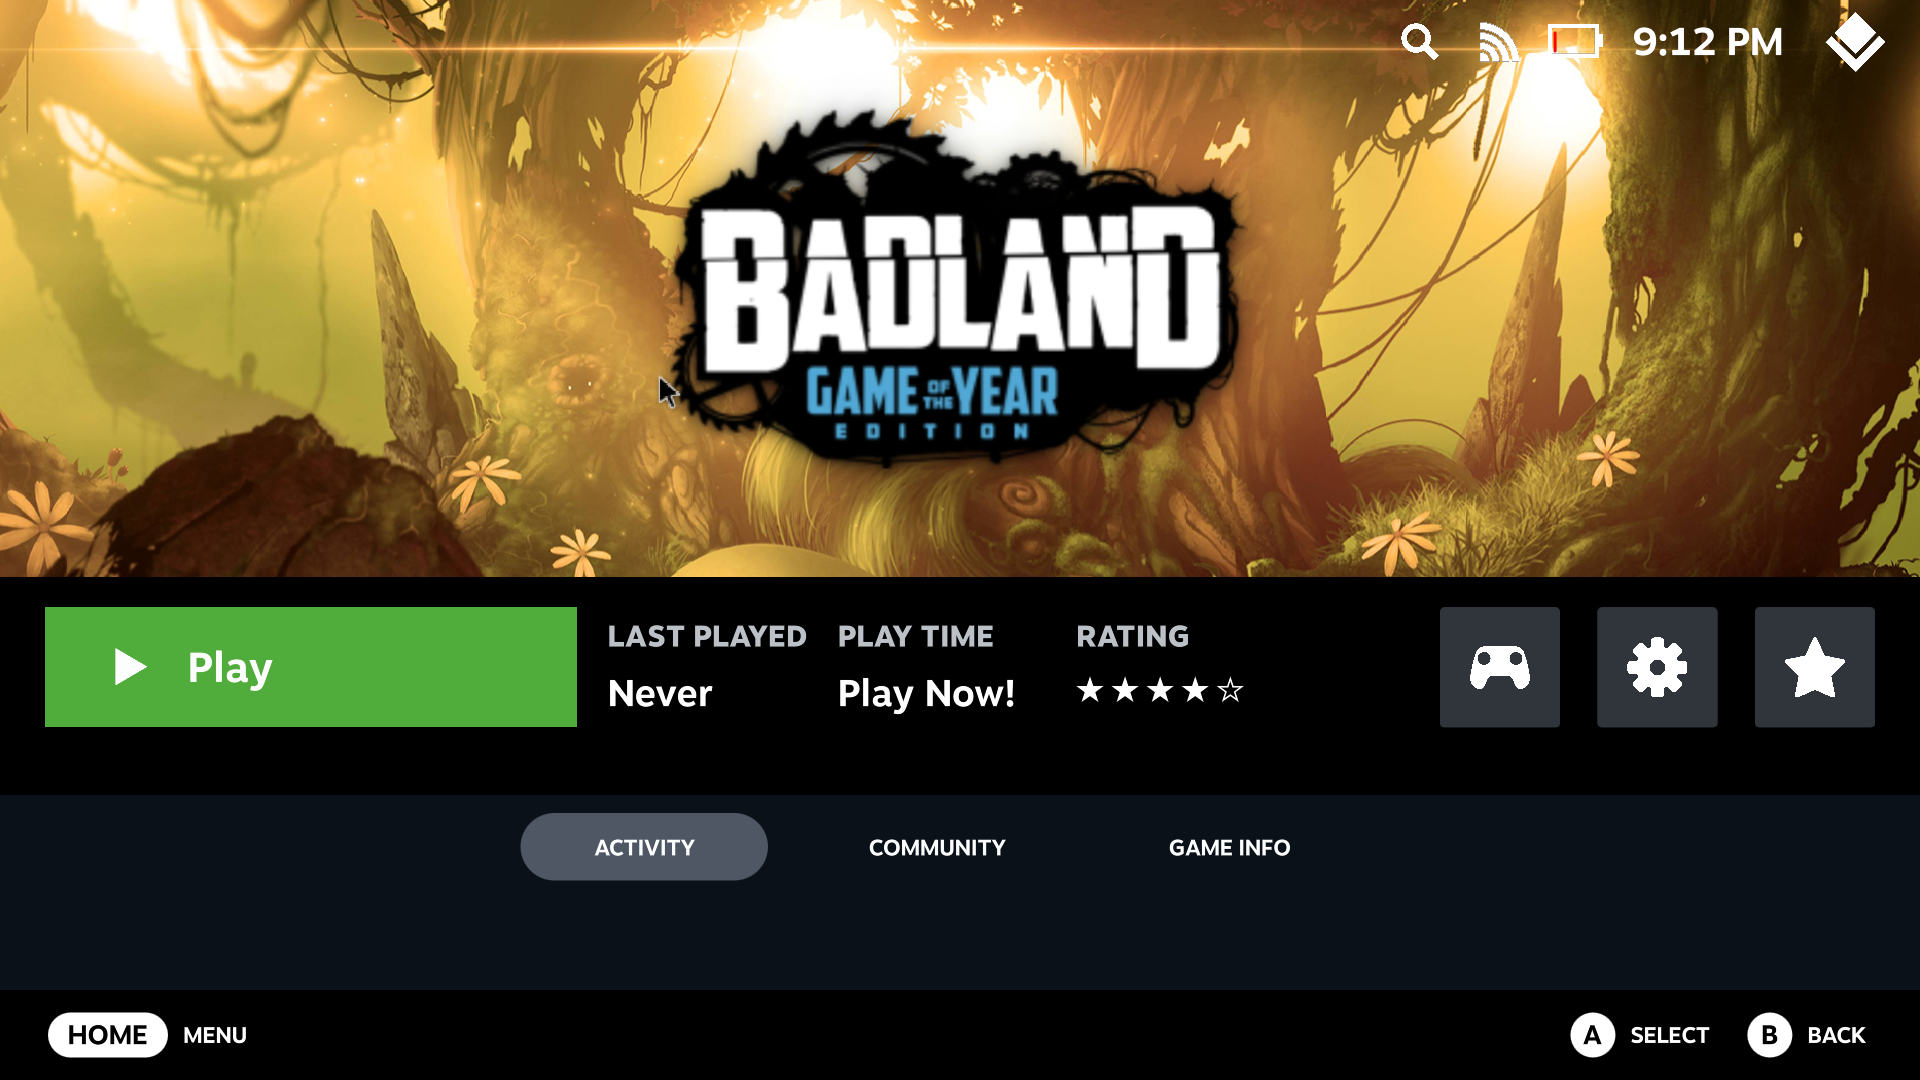 9:12 PM
BADLAND
GAME OF THE YEAR
EDITION
Play
LAST PLAYED
Never
PLAY TIME
Play Now!
RATING
★★★★☆
ACTIVITY
COMMUNITY
GAME INFO
HOME MENU
A SELECT
B BACK